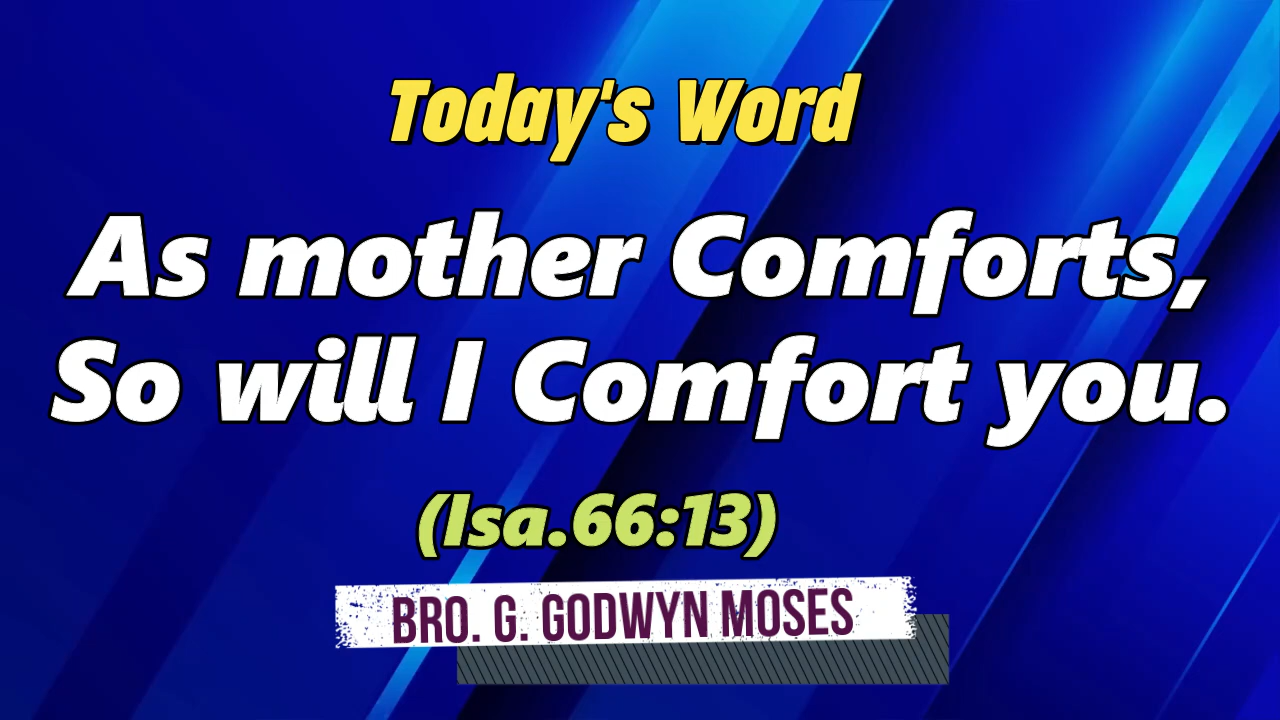 Today's Word
As mother Comforts,
So will I Comfort you.
(Isa.66:13)
BRO. G. GODWYN MOSES